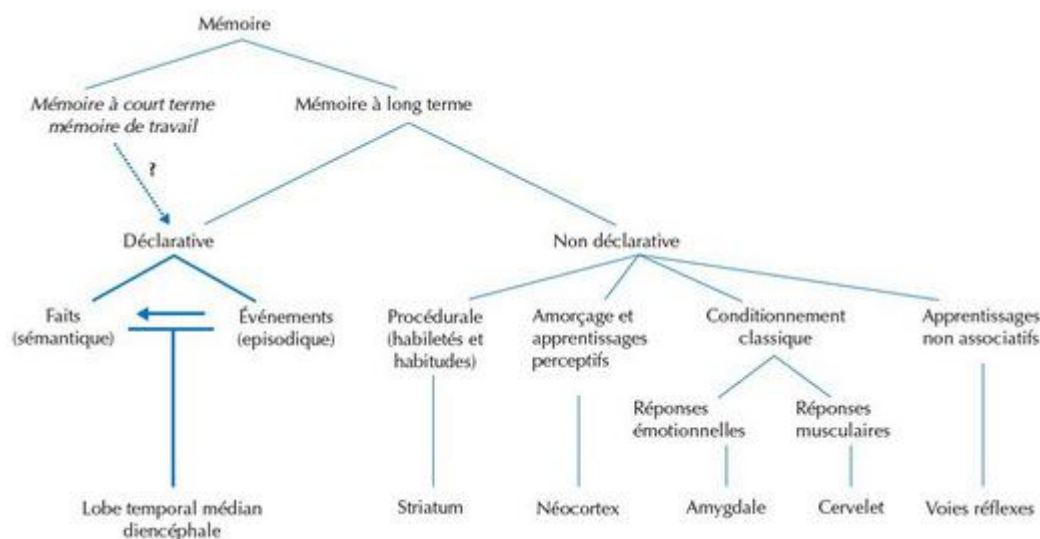 Mémoire
Mémoire à court terme
mémoire de travail
Mémoire à long terme
?
Déclarative
Non déclarative
Faits
(sémantique)
Événements
(episodique)
Procédurale
(habiletés et
habitudes)
Amorçage et
apprentissages
perceptifs
Conditionnement
classique
Apprentissages
non associatifs
Réponses
émotionnelles
Réponses
musculaires
Lobe temporal médian
diencéphale
Striatum
Néocortex
Amygdale
Cervelet
Voies réflexes